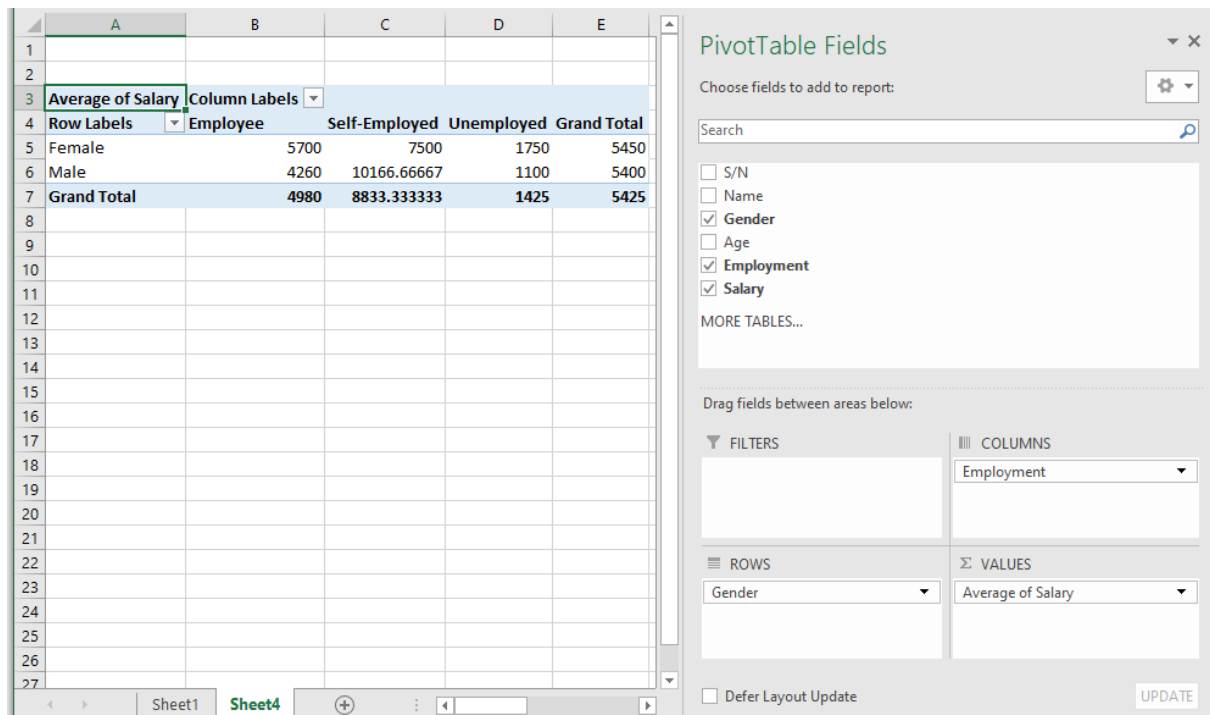 A B C D E
1
2
3 Average of Salary Column Labels
4 Row Labels Employee Self-Employed Unemployed Grand Total
5 Female 5700 7500 1750 5450
6 Male 4260 10166.66667 1100 5400
7 Grand Total 4980 8833.333333 1425 5425
8
9
10
11
12
13
14
15
16
17
18
19
20
21
22
23
24
25
26
27
Sheet1 Sheet4
PivotTable Fields
Choose fields to add to report:
Search
S/N
Name
Gender
Age
Employment
Salary
MORE TABLES...
Drag fields between areas below:
FILTERS
COLUMNS
Employment
ROWS
Gender
Σ VALUES
Average of Salary
Defer Layout Update
UPDATE